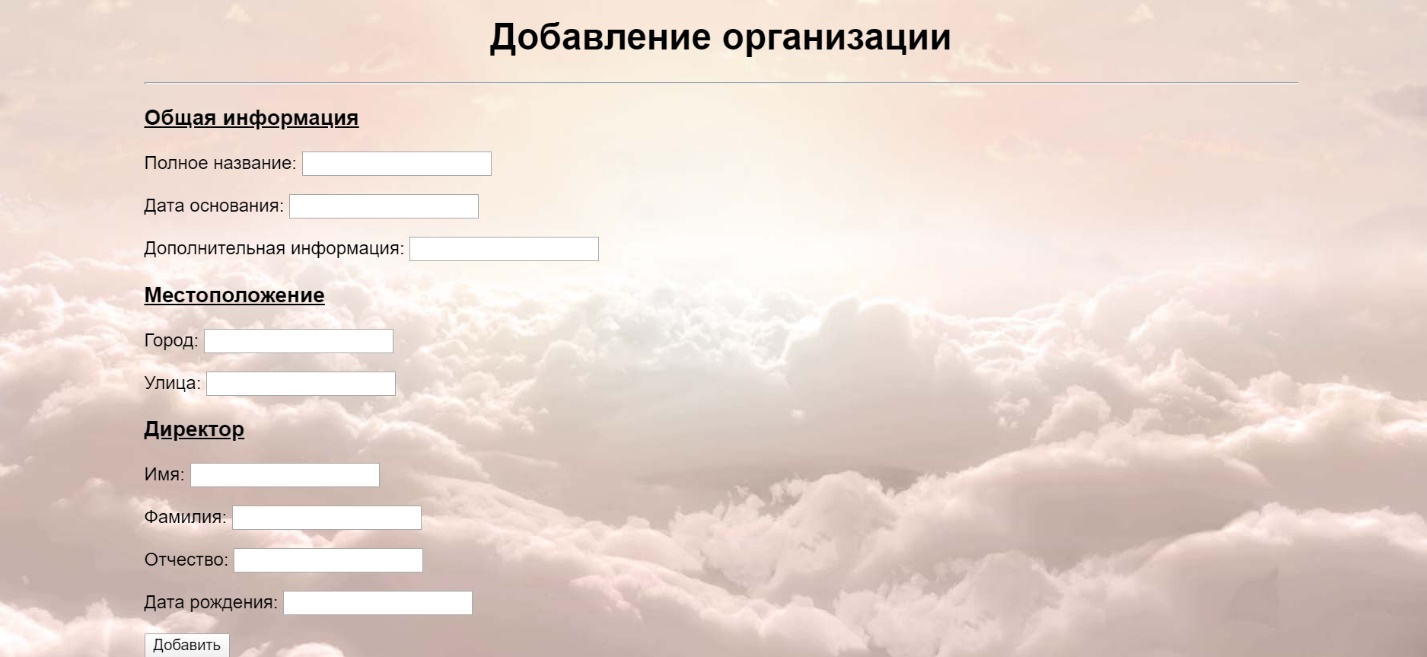 Добавление организации
Общая информация
Полное название:
Дата основания:
Дополнительная информация:
Местоположение
Город:
Улица:
Директор
Имя:
Фамилия:
Отчество:
Дата рождения:
Добавить